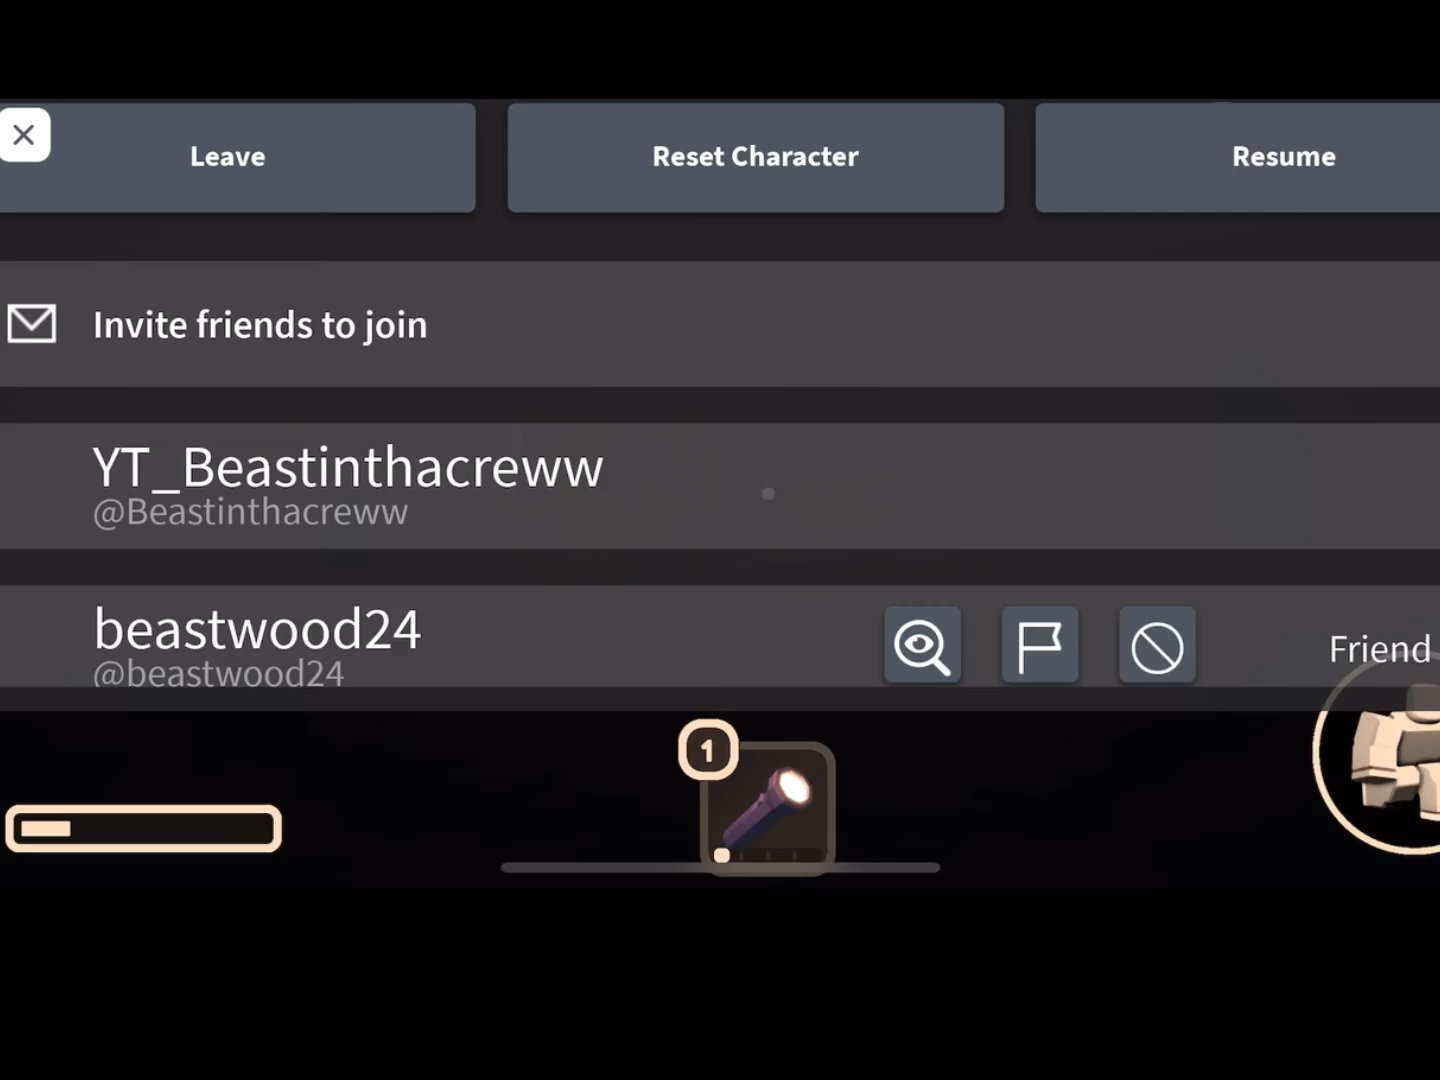 Leave
Reset Character
Resume
Invite friends to join
YT_Beastinthacreww
@Beastinthacreww
beastwood24
@beastwood24
Friend
1